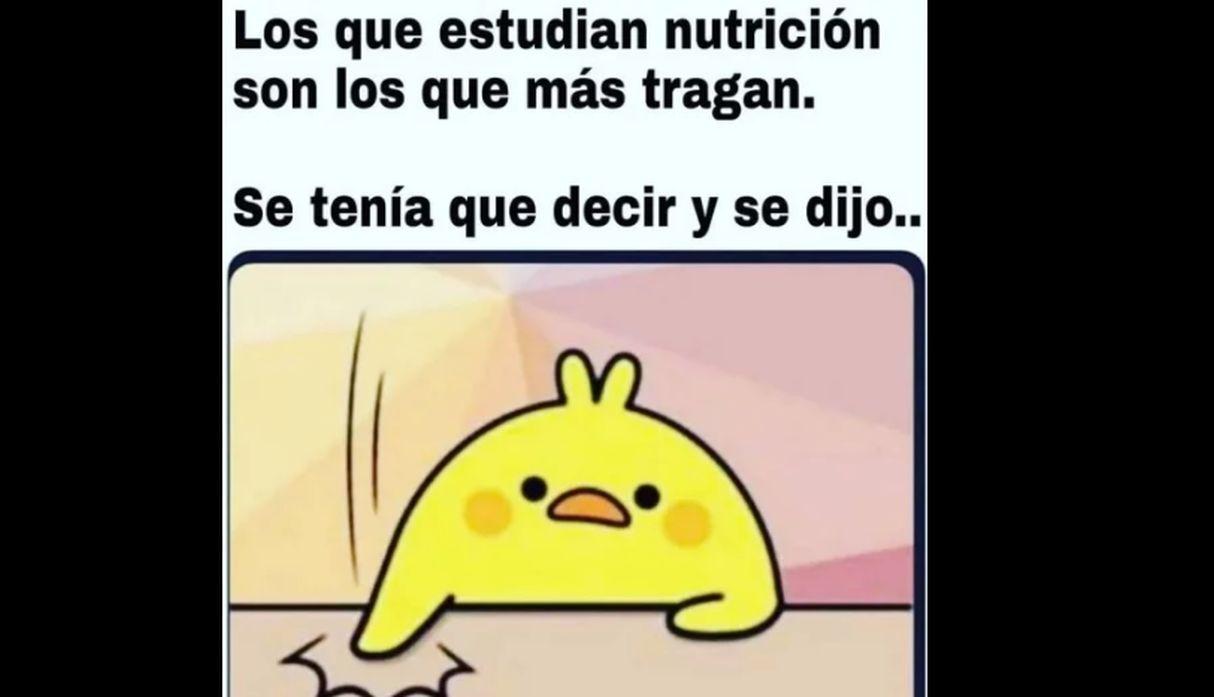 Los que estudian nutrición
son los que más tragan.
Se tenía que decir y se dijo..